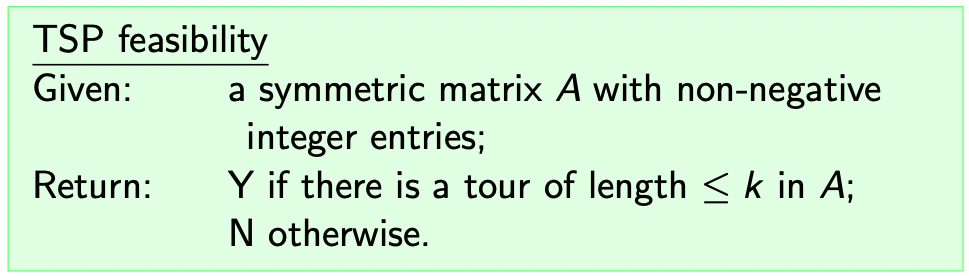 TSP feasibility
Given: a symmetric matrix A with non-negative
integer entries;
Return: Y if there is a tour of length ≤ k in A;
N otherwise.